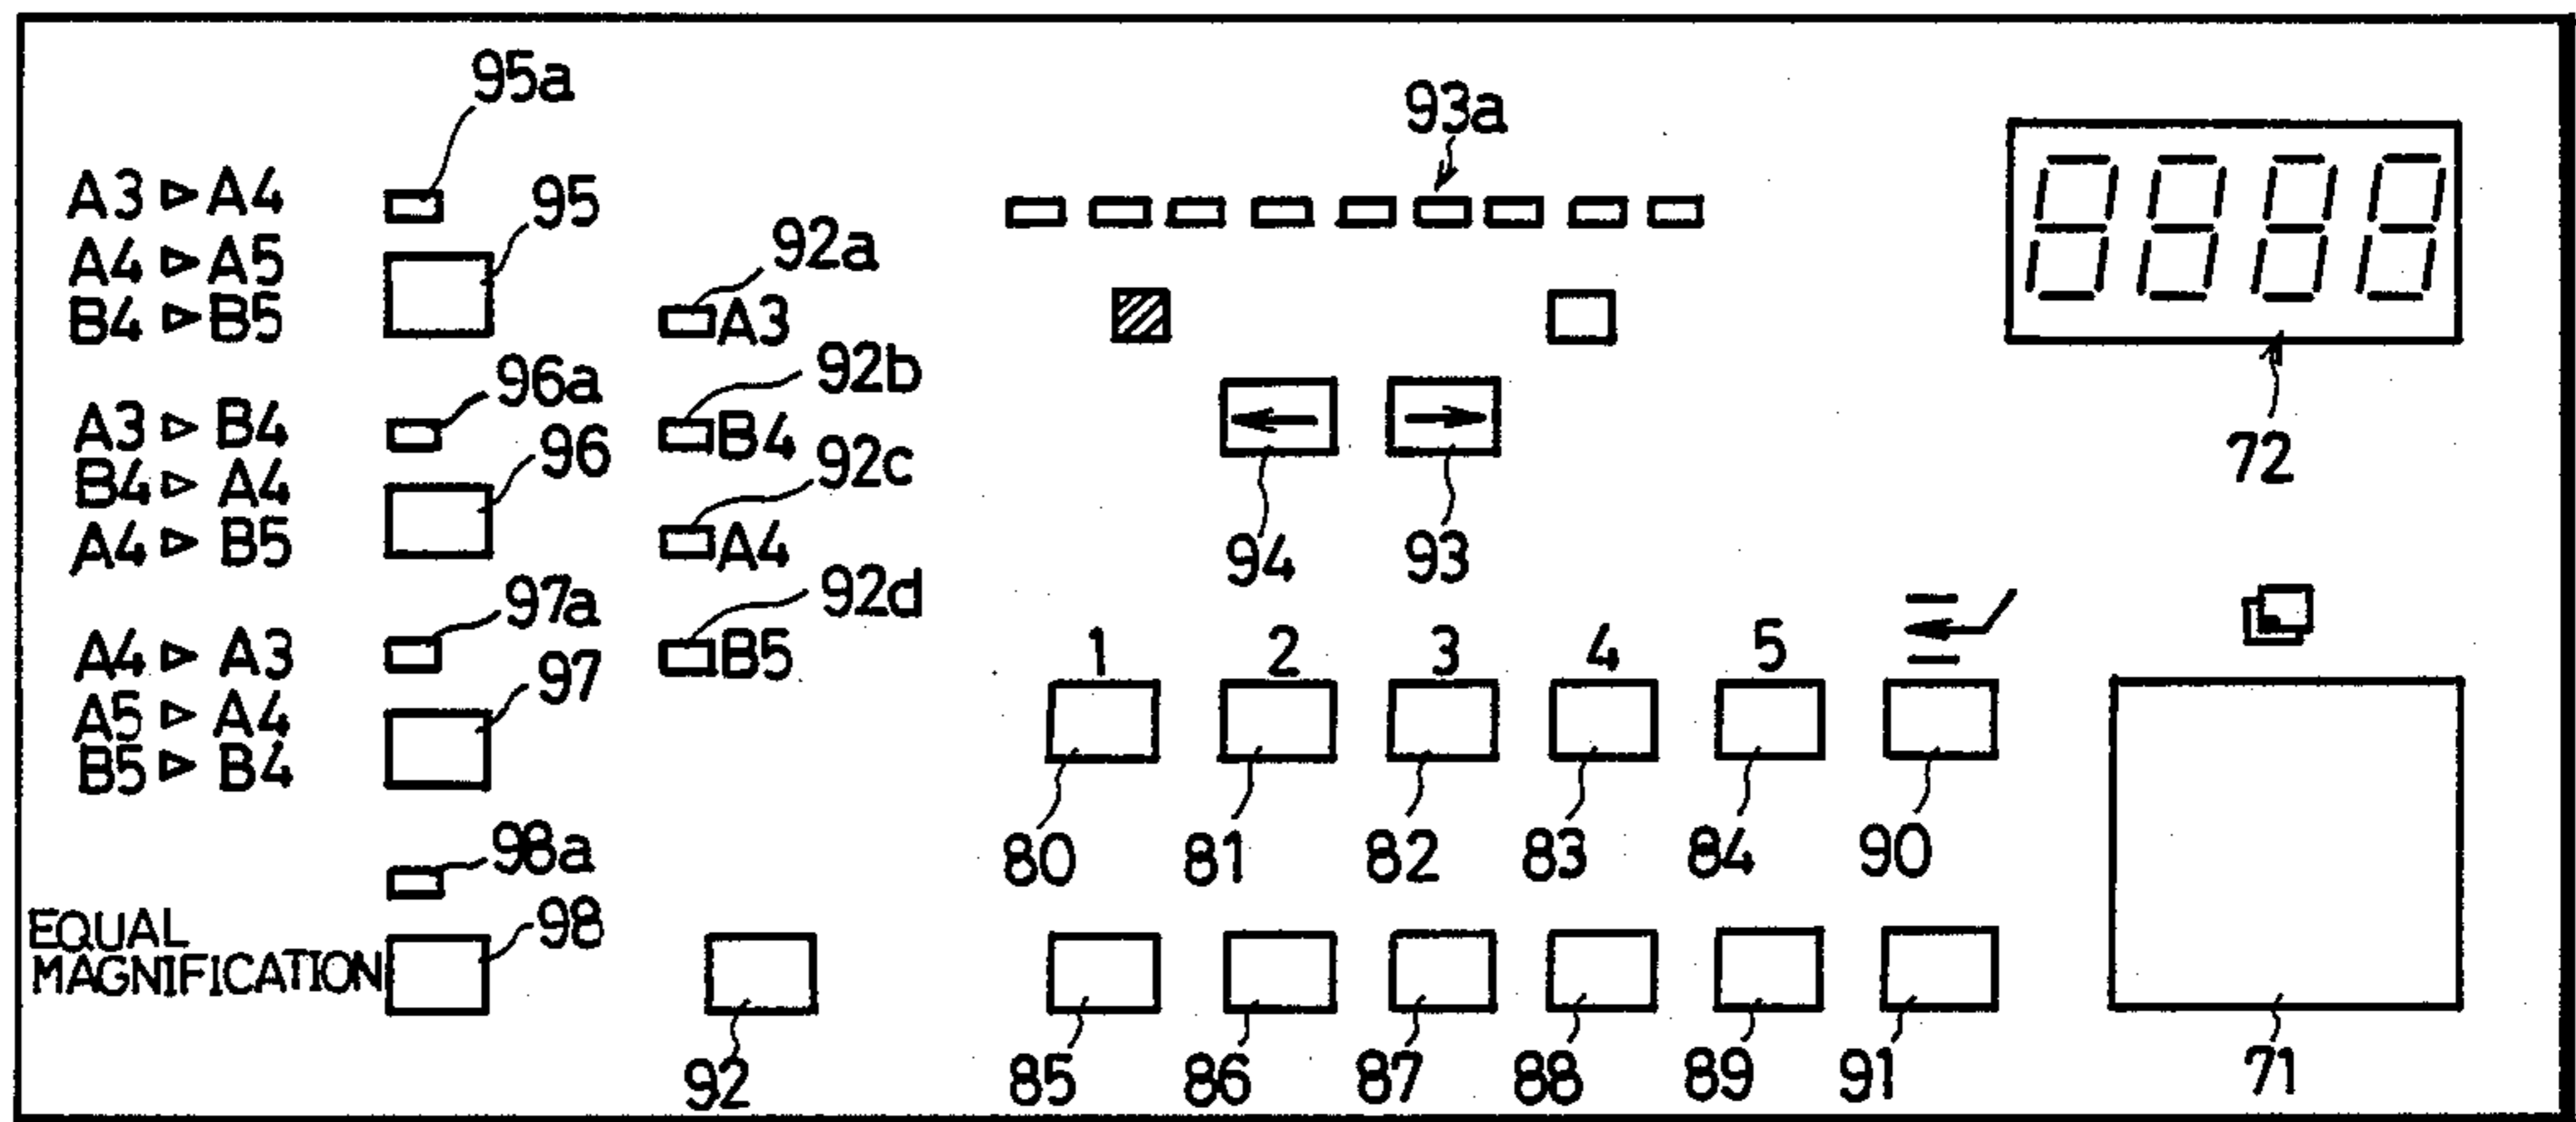 95a
93a
A3 ▷ A4
95
A4 ▷ A5
92a
B4 ▷ B5
A3
8888
96a
92b
A3 ▷ B4
B4
96
92c
72
B4 ▷ A4
A4 ▷ B5
A4
←
→
94
93
97a
92d
A4 ▷ A3
B5
97
1 2 3 4 5
A5 ▷ A4
B5 ▷ B4
98a
80 81 82 83 84 90
EQUAL
MAGNIFICATION
98
92 85 86 87 88 89 91 71